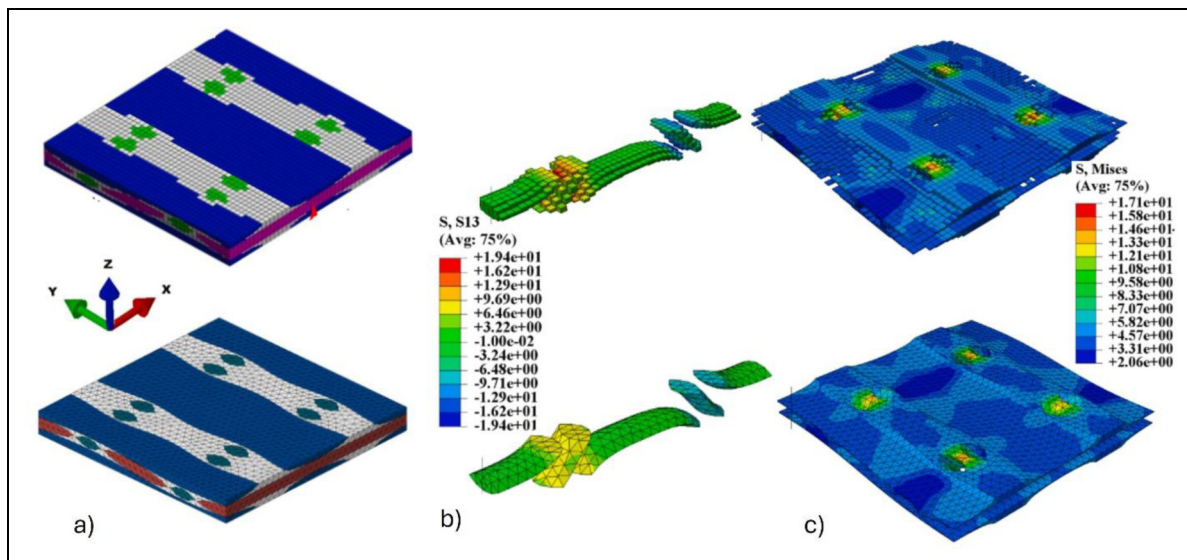 Z
Y
X
a)
S, S13
(Avg: 75%)
+1.94e+01
+1.62e+01
+1.29e+01
+9.69e+00
+6.46e+00
+3.22e+00
-1.00e-02
-3.24e+00
-6.48e+00
-9.71e+00
-1.29e+01
-1.62e+01
-1.94e+01
b)
S, Mises
(Avg: 75%)
+1.71e+01
+1.58e+01
+1.46e+01
+1.33e+01
+1.21e+01
+1.08e+01
+9.58e+00
+8.33e+00
+7.07e+00
+5.82e+00
+4.57e+00
+3.31e+00
+2.06e+00
c)